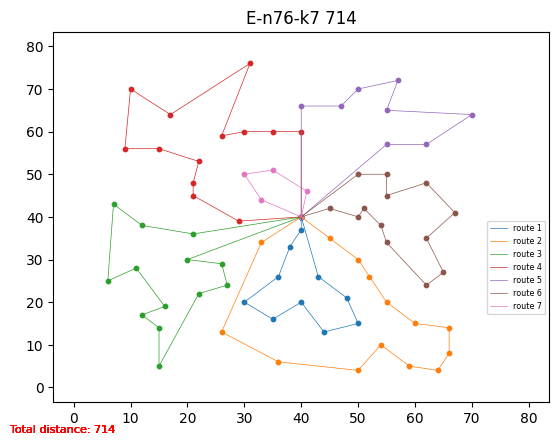 E-n76-k7 714
80
70
60
50
40
30
20
10
0
0 10 20 30 40 50 60 70 80
route 1
route 2
route 3
route 4
route 5
route 6
route 7
Total distance: 714